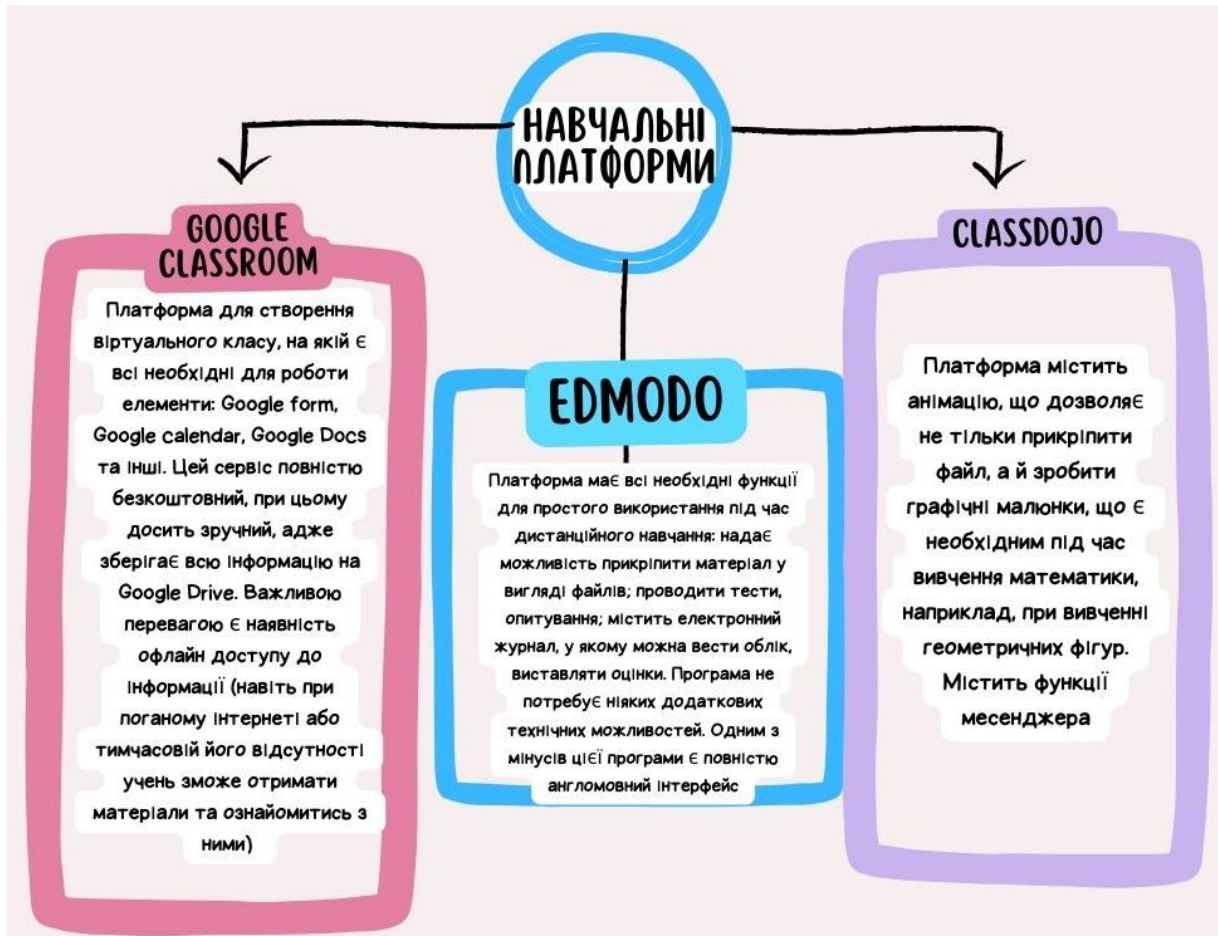 НАВЧАЛЬНІ
ПЛАТФОРМИ
GOOGLE
CLASSROOM
Платформа для створення
віртуального класу, на якій є
всі необхідні для роботи
елементи: Google form,
Google calendar, Google Docs
та інші. Цей сервіс повністю
безкоштовний, при цьому
досить зручний, адже
зберігає всю інформацію на
Google Drive. Важливою
перевагою є наявність
офлайн доступу до
інформації (навіть при
поганому інтернеті або
тимчасовій його відсутності
учень зможе отримати
матеріали та ознайомитись з
ними)
EDMODO
Платформа має всі необхідні функції
для простого використання під час
дистанційного навчання: надає
можливість прикріпити матеріал у
вигляді файлів; проводити тести,
опитування; містить електронний
журнал, у якому можна вести облік,
виставляти оцінки. Програма не
потребує ніяких додаткових
технічних можливостей. Одним з
мінусів цієї програми є повністю
англомовний інтерфейс
CLASSDOJO
Платформа містить
анімацію, що дозволяє
не тільки прикріпити
файл, а й зробити
графічні малюнки, що є
необхідним під час
вивчення математики,
наприклад, при вивченні
геометричних фігур.
Містить функції
месенджера